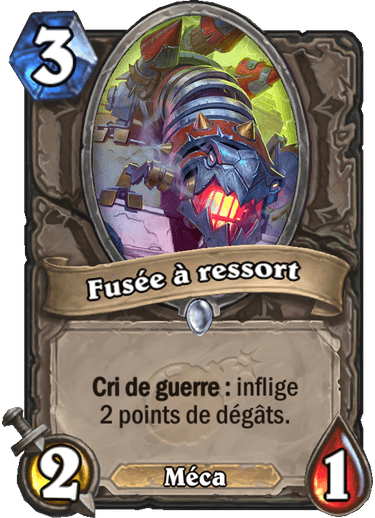 3
Fusée à ressort
Cri de guerre : inflige
2 points de dégâts.
2
Méca
1